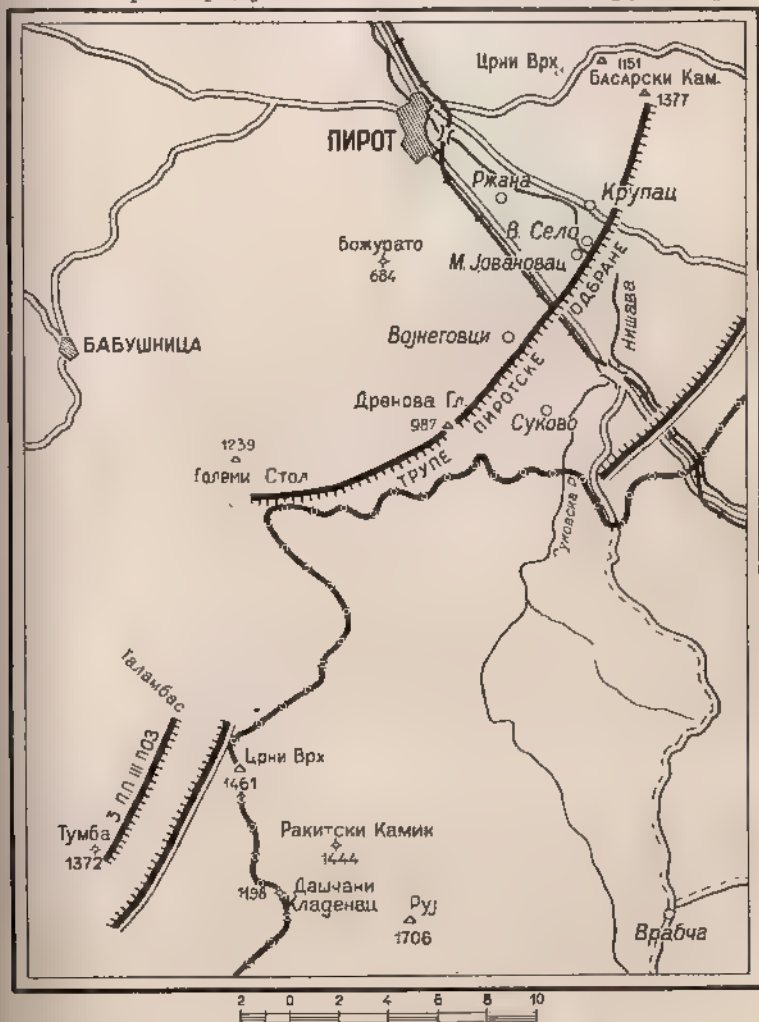 Црни Врх
1151
БАСАРСКИ КАМ.
1377
ПИРОТ
Ржана
Крупац
В. Село
М. Јовановац
Божурато
684
ОДБРАНЕ
Нишава
Војнеговци
БАБУШНИЦА
ПИРОТСКЕ
Дренова Гл.
987
Суково
1239
Големи Стол
ТРУПЕ
Таламбас
3 П.П III ПОЗ
Црни Врх
1461
Тумба
1372
Ракитски Камик
1444
1198
Дашчани
Кладенац
Руј
1706
Врабча
2 0 2 4 6 8 10